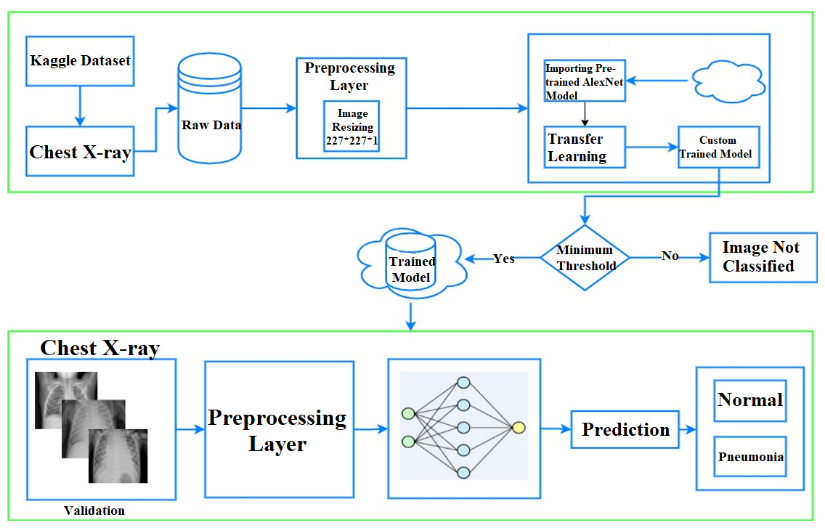 Kaggle Dataset
Chest X-ray
Raw Data
Preprocessing
Layer
Image
Resizing
227*227*1
Importing Pre-
trained AlexNet
Model
Transfer
Learning
Custom
Trained Model
Minimum
Threshold
Yes
No
Image Not
Classified
Trained
Model
Chest X-ray
Validation
Preprocessing
Layer
Prediction
Normal
Pneumonia